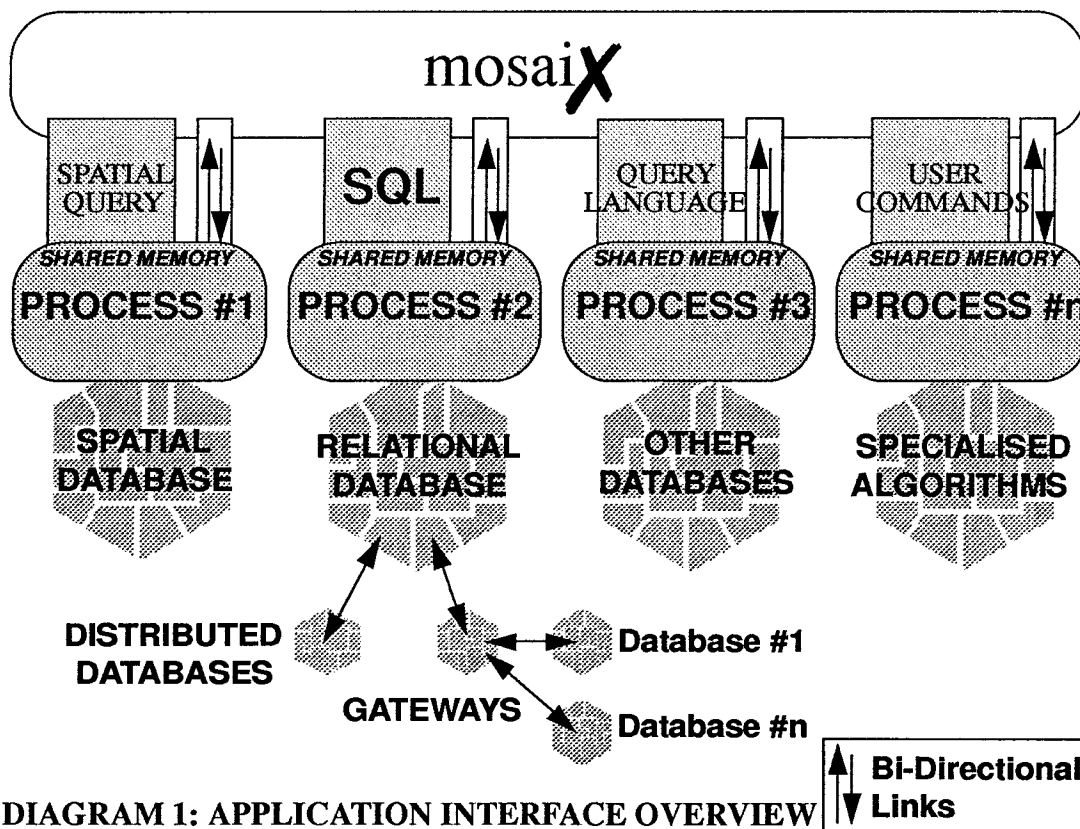 mosaiX
SPATIAL
QUERY
SQL
QUERY
LANGUAGE
USER
COMMANDS
SHARED MEMORY
SHARED MEMORY
SHARED MEMORY
SHARED MEMORY
PROCESS #1
PROCESS #2
PROCESS #3
PROCESS #n
SPATIAL
DATABASE
RELATIONAL
DATABASE
OTHER
DATABASES
SPECIALISED
ALGORITHMS
DISTRIBUTED
DATABASES
GATEWAYS
Database #1
Database #n
Bi-Directional
Links
DIAGRAM 1: APPLICATION INTERFACE OVERVIEW